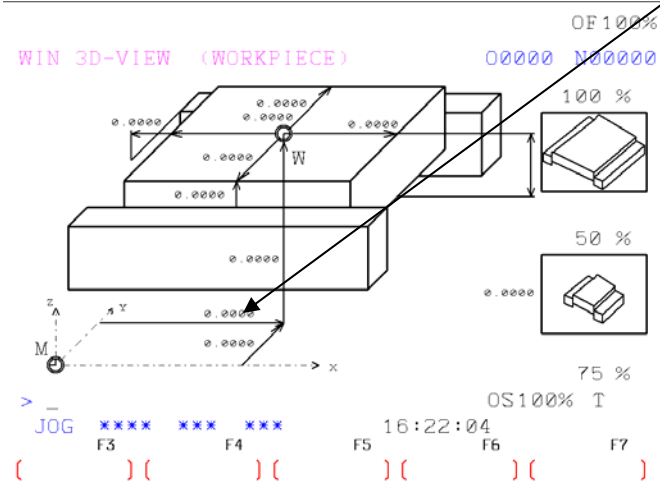 OF100%
WIN 3D-VIEW (WORKPIECE) O0000 N00000
100 %
0.0000
0.0000
0.0000 0.0000
0.0000 W
0.0000
50 %
0.0000
0.0000
Z Y 0.0000
0.0000
M X
75 %
> _ OS100% T
JOG **** *** *** 16:22:04
F3 F4 F5 F6 F7
( ) ( ) ( ) ( ) ( )